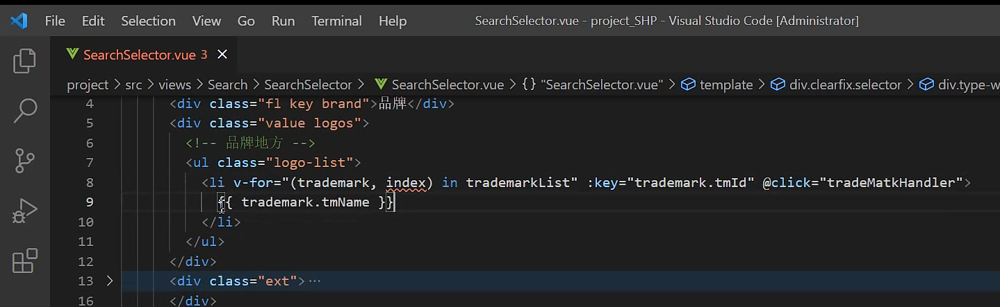 File Edit Selection View Go Run Terminal Help SearchSelector.vue - project_SHP - Visual Studio Code [Administrator]
SearchSelector.vue 3
project > src > views > Search > SearchSelector > SearchSelector.vue > {} "SearchSelector.vue" > template > div.clearfix.selector > div.type-w
4 <div class="fl key brand">品牌</div>
5 <div class="value logos">
6 <!-- 品牌地方 -->
7 <ul class="logo-list">
8 <li v-for="(trademark, index) in trademarkList" :key="trademark.tmId" @click="tradeMatkHandler">
9 {{ trademark.tmName }}
10 </li>
11 </ul>
12 </div>
13 <div class="ext">…
16 </div>